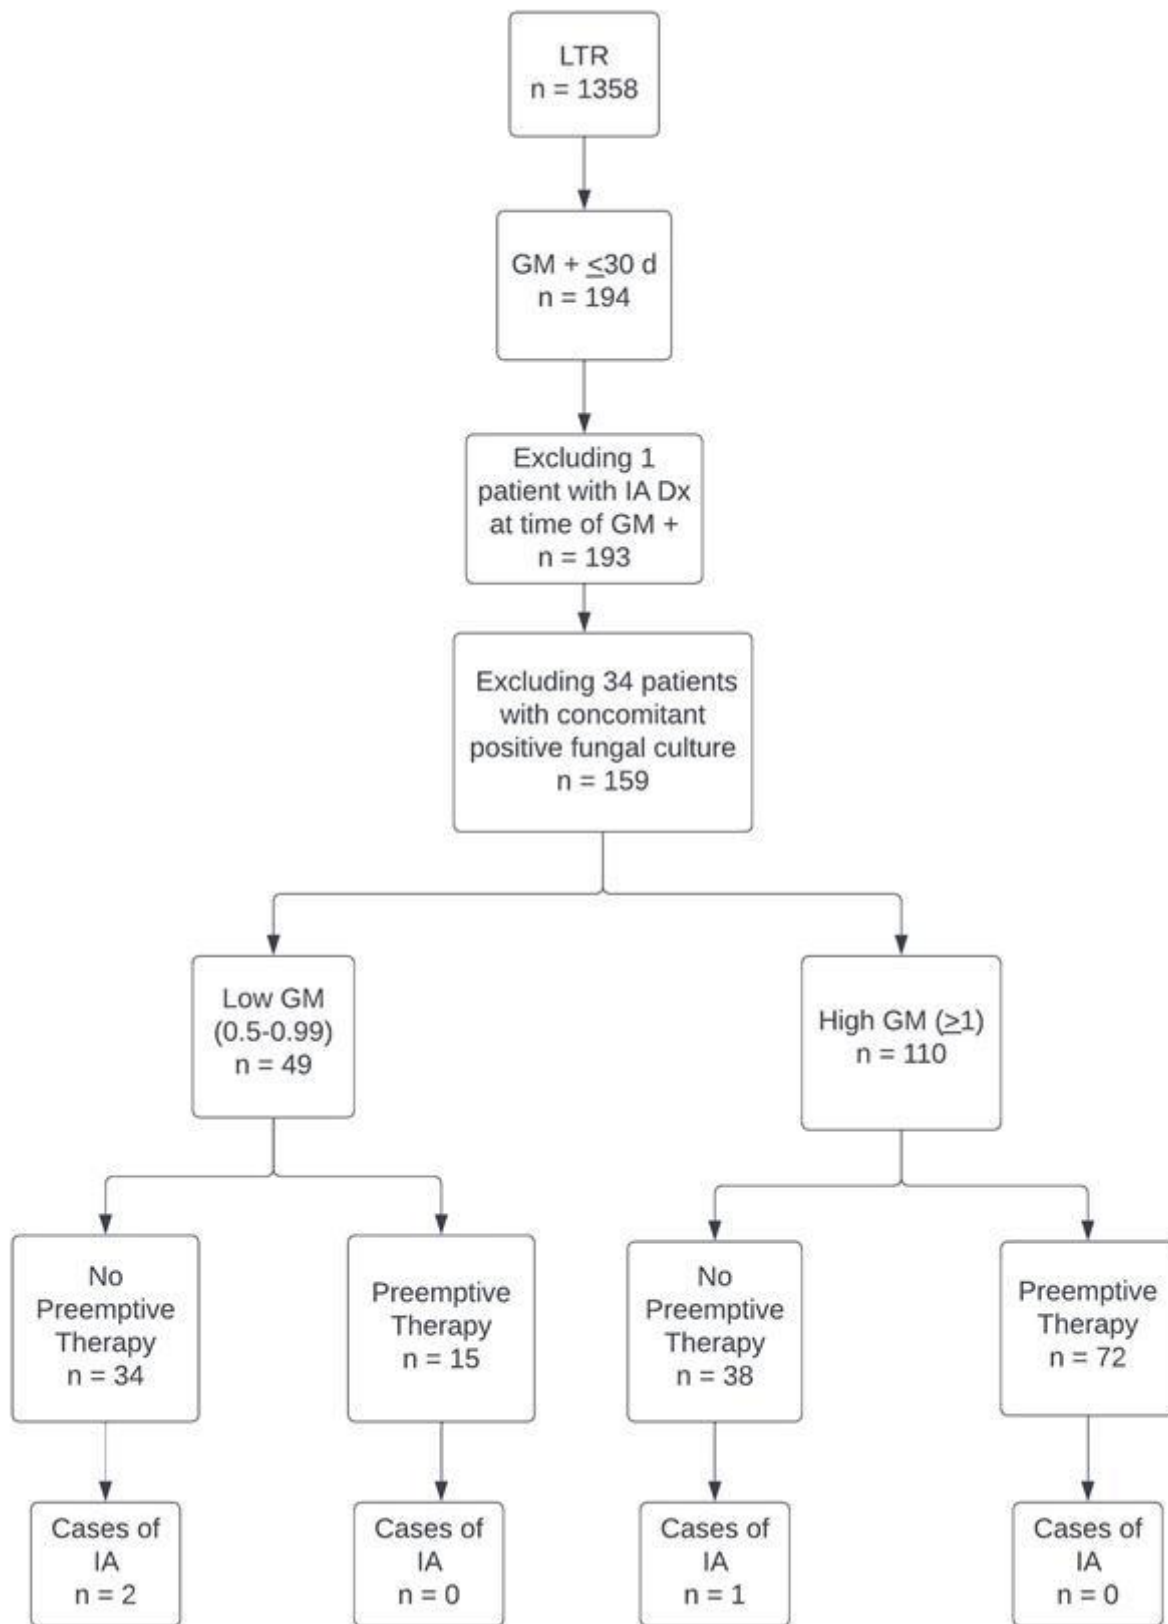 LTR
n = 1358
GM + ≤30 d
n = 194
Excluding 1
patient with IA Dx
at time of GM +
n = 193
Excluding 34 patients
with concomitant
positive fungal culture
n = 159
Low GM
(0.5-0.99)
n = 49
High GM (≥1)
n = 110
No
Preemptive
Therapy
n = 34
Preemptive
Therapy
n = 15
No
Preemptive
Therapy
n = 38
Preemptive
Therapy
n = 72
Cases of
IA
n = 2
Cases of
IA
n = 0
Cases of
IA
n = 1
Cases of
IA
n = 0